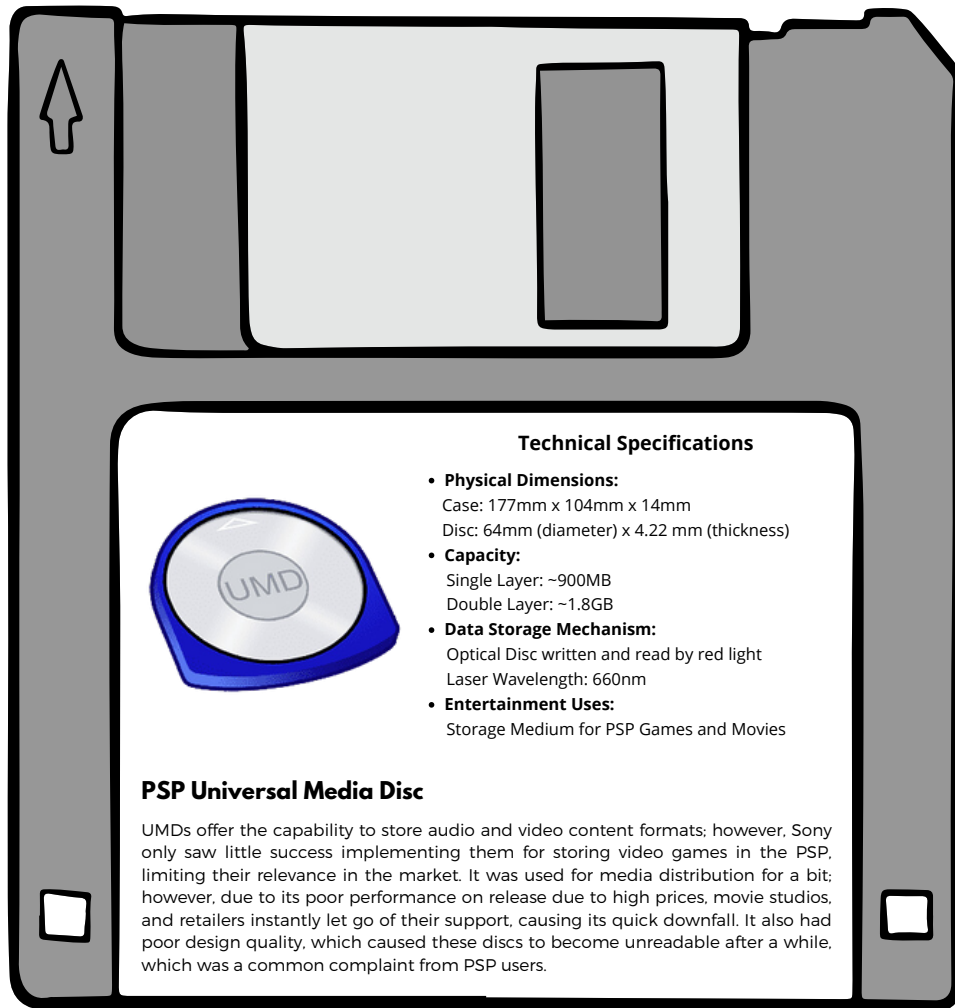 Technical Specifications
• Physical Dimensions:
Case: 177mm x 104mm x 14mm
Disc: 64mm (diameter) x 4.22 mm (thickness)
• Capacity:
Single Layer: ~900MB
Double Layer: ~1.8GB
• Data Storage Mechanism:
Optical Disc written and read by red light
Laser Wavelength: 660nm
• Entertainment Uses:
Storage Medium for PSP Games and Movies
UMD
PSP Universal Media Disc
UMDs offer the capability to store audio and video content formats; however, Sony
only saw little success implementing them for storing video games in the PSP,
limiting their relevance in the market. It was used for media distribution for a bit;
however, due to its poor performance on release due to high prices, movie studios,
and retailers instantly let go of their support, causing its quick downfall. It also had
poor design quality, which caused these discs to become unreadable after a while,
which was a common complaint from PSP users.